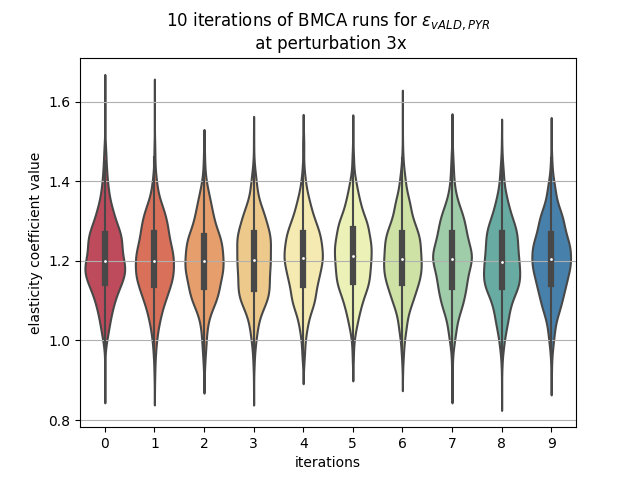 10 iterations of BMCA runs for ε_{vALD, PYR}
at perturbation 3x
elasticity coefficient value
1.6
1.4
1.2
1.0
0.8
0 1 2 3 4 5 6 7 8 9
iterations